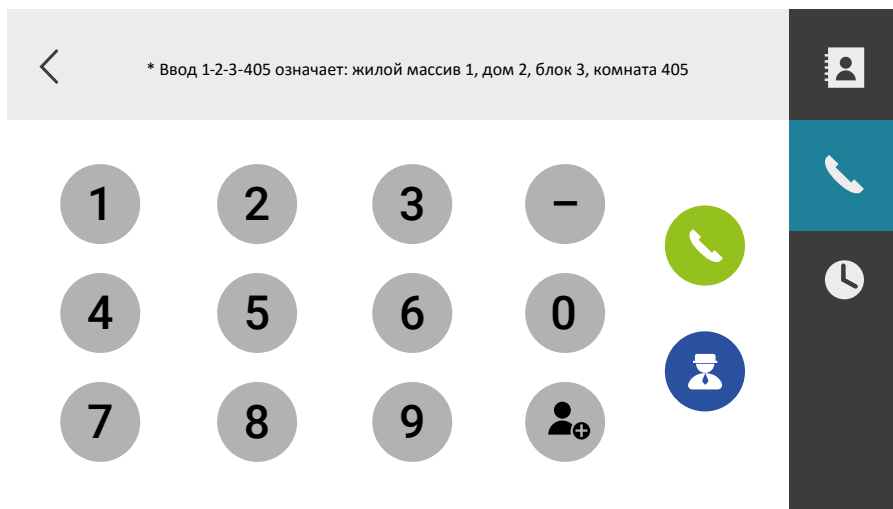 * Ввод 1-2-3-405 означает: жилой массив 1, дом 2, блок 3, комната 405
1 2 3 –
4 5 6 0
7 8 9